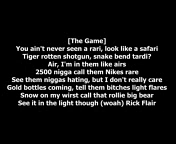 [The Game]
You ain't never seen a rari, look like a safari
Tiger rotten shotgun, snake bend tardi?
Air, I'm in them like airs
2500 nigga call them Nikes rare
See them niggas hating, but I don't really care
Gold bottles coming, tell them bitches light flares
Snow on my wirst call that rollie big bear
See it in the light though (woah) Rick Flair